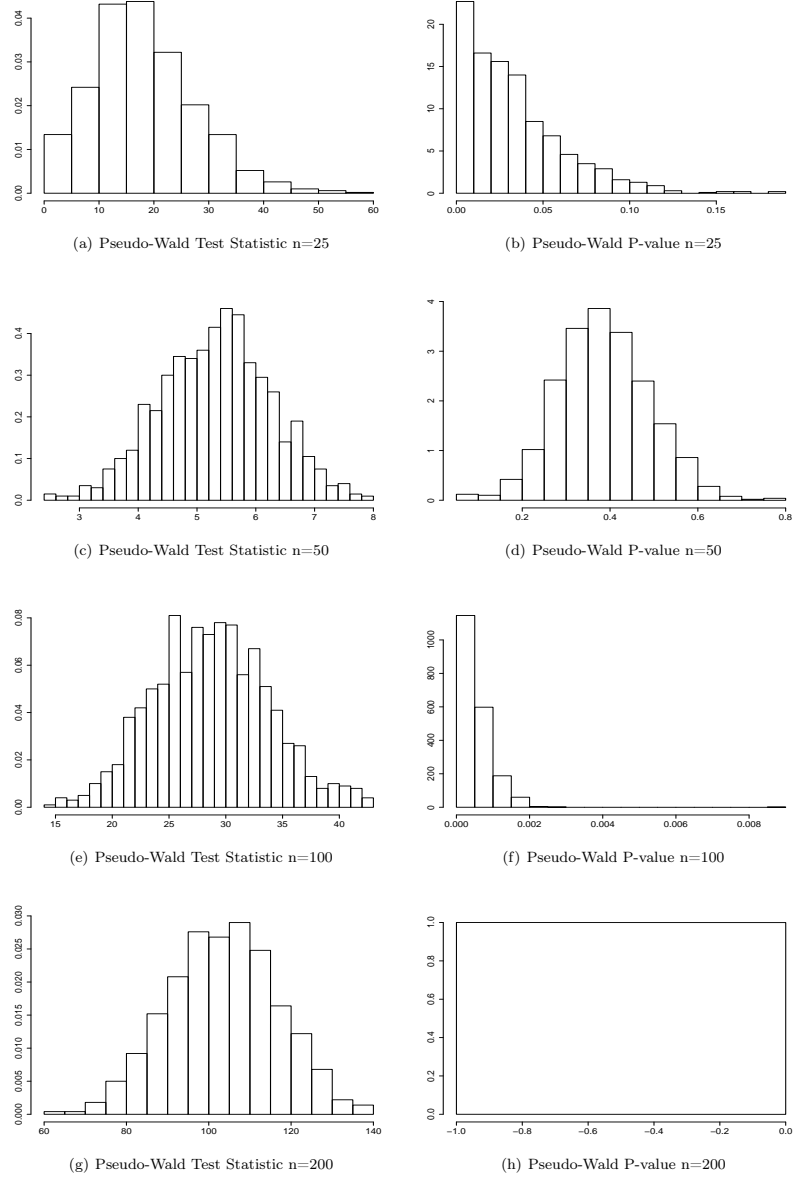 0.00 0.01 0.02 0.03 0.04
0 10 20 30 40 50 60
(a) Pseudo-Wald Test Statistic n=25
0 5 10 15 20
0.00 0.05 0.10 0.15
(b) Pseudo-Wald P-value n=25
0.0 0.1 0.2 0.3 0.4
3 4 5 6 7 8
(c) Pseudo-Wald Test Statistic n=50
0 1 2 3 4
0.2 0.4 0.6 0.8
(d) Pseudo-Wald P-value n=50
0.00 0.02 0.04 0.06 0.08
15 20 25 30 35 40
(e) Pseudo-Wald Test Statistic n=100
0 200 400 600 800 1000
0.000 0.002 0.004 0.006 0.008
(f) Pseudo-Wald P-value n=100
0.000 0.005 0.010 0.015 0.020 0.025 0.030
60 80 100 120 140
(g) Pseudo-Wald Test Statistic n=200
0.0 0.2 0.4 0.6 0.8 1.0
−1.0 −0.8 −0.6 −0.4 −0.2 0.0
(h) Pseudo-Wald P-value n=200